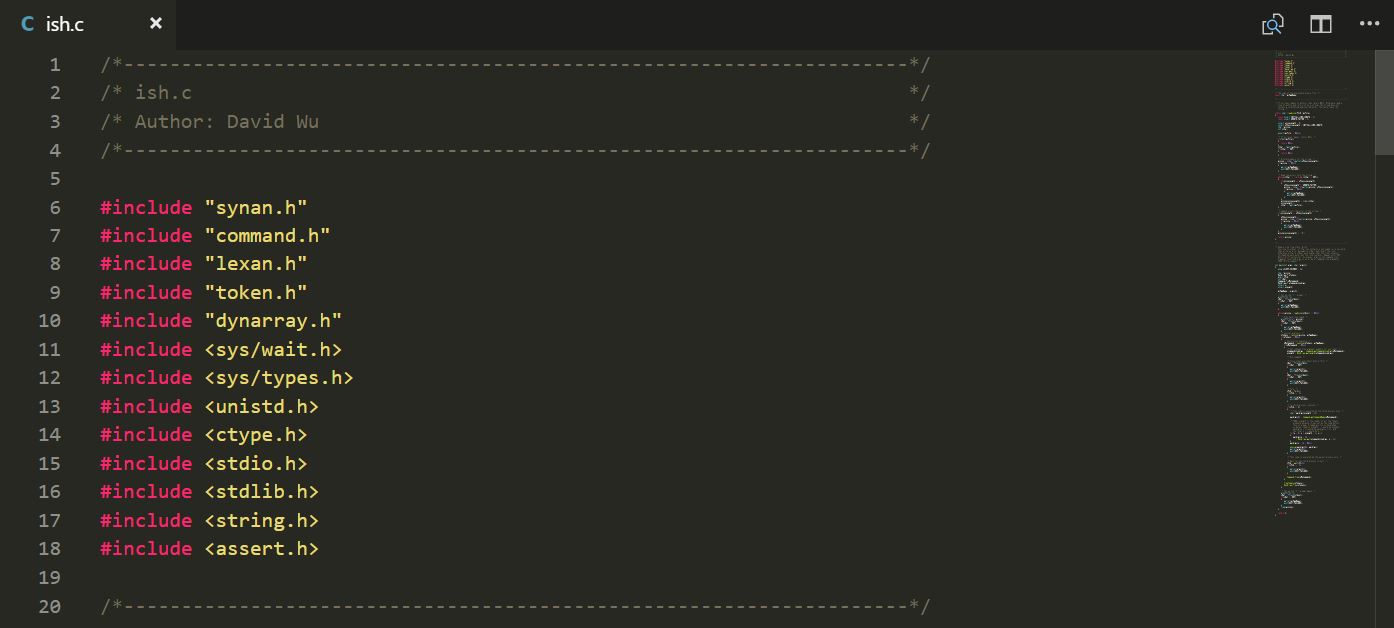 C ish.c ×
1 /*--------------------------------------------------------------------*/
2 /* ish.c                                                              */
3 /* Author: David Wu                                                   */
4 /*--------------------------------------------------------------------*/
5
6 #include "synan.h"
7 #include "command.h"
8 #include "lexan.h"
9 #include "token.h"
10 #include "dynarray.h"
11 #include <sys/wait.h>
12 #include <sys/types.h>
13 #include <unistd.h>
14 #include <ctype.h>
15 #include <stdio.h>
16 #include <stdlib.h>
17 #include <string.h>
18 #include <assert.h>
19
20 /*--------------------------------------------------------------------*/